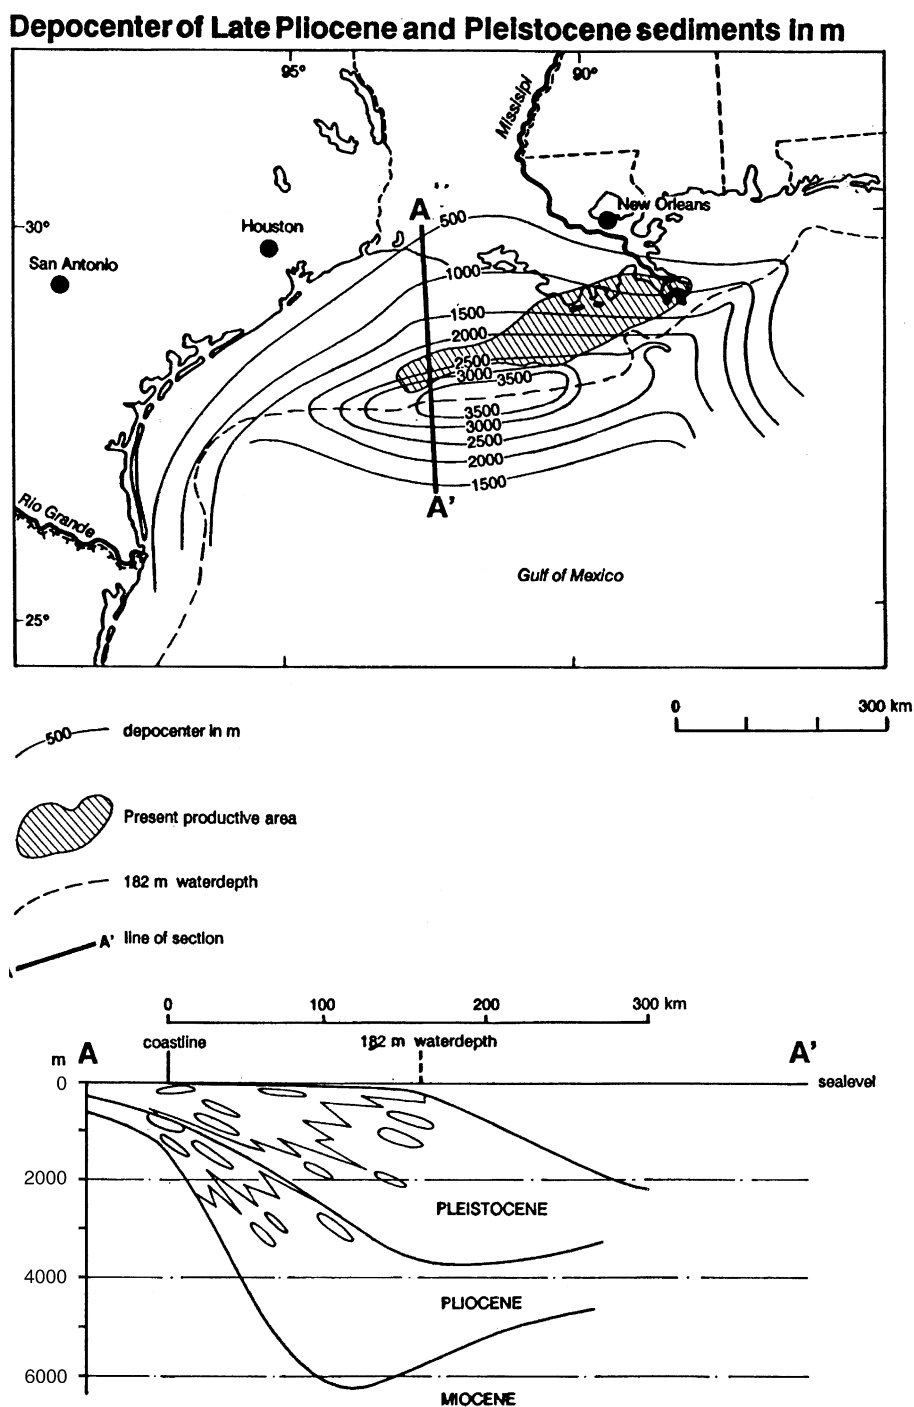 Depocenter of Late Pliocene and Pleistocene sediments in m
95°
90°
Missisipi
A
500
New Orleans
30°
Houston
San Antonio
1000
1500
2000
2500
3000
3500
3500
3000
2500
2000
1500
A'
Rio Grande
Gulf of Mexico
25°
0
300 km
500
depocenter in m
Present productive area
182 m waterdepth
A' line of section
0 100 200 300 km
coastline
182 m waterdepth
m A
A'
0
sealevel
2000
PLEISTOCENE
4000
PLIOCENE
6000
MIOCENE